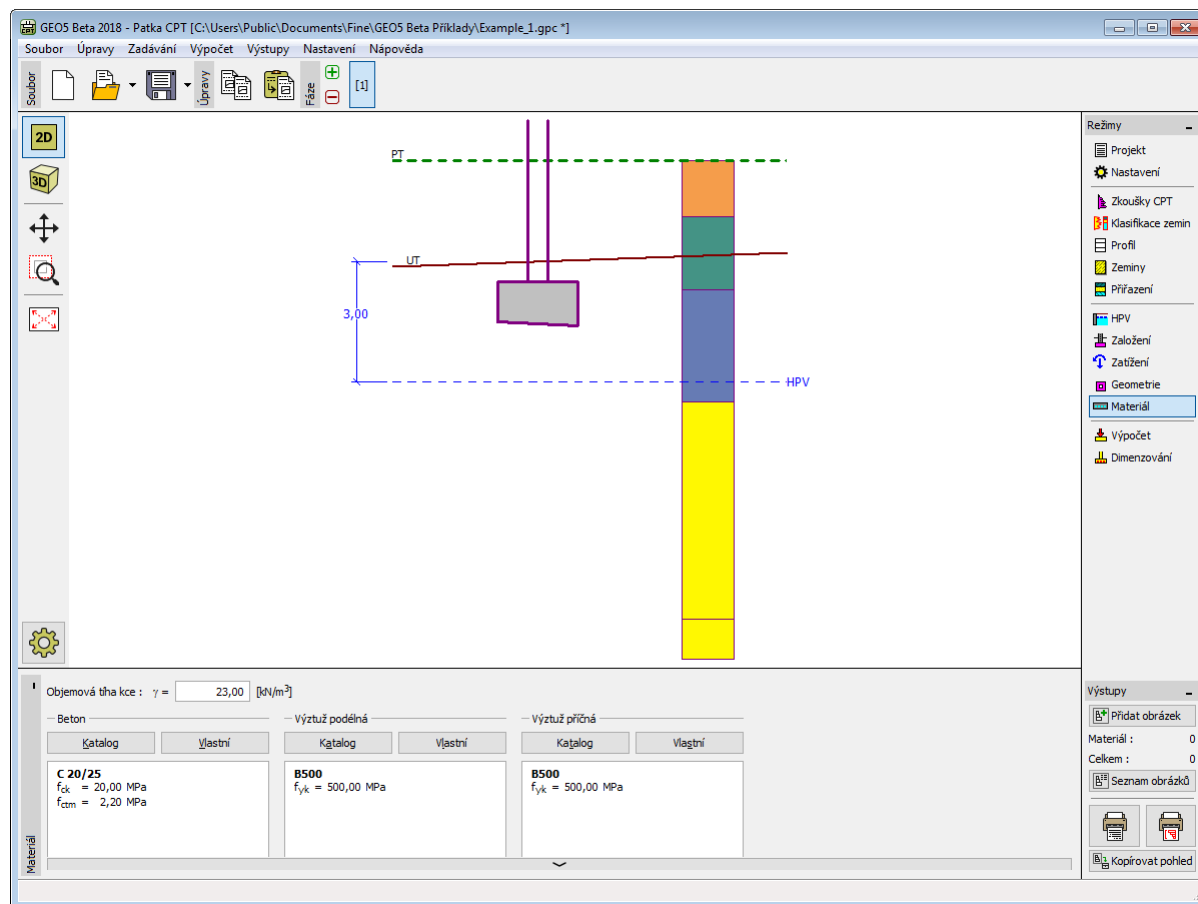 GEO5 Beta 2018 - Patka CPT [C:\Users\Public\Documents\Fine\GEO5 Beta Příklady\Example_1.gpc *]
Soubor Úpravy Zadávání Výpočet Výstupy Nastavení Nápověda
Soubor
Úpravy
Fáze
[1]
2D
3D
PT
UT
3,00
HPV
Režimy
Projekt
Nastavení
Zkoušky CPT
Klasifikace zemin
Profil
Zeminy
Přiřazení
HPV
Založení
Zatížení
Geometrie
Materiál
Výpočet
Dimenzování
Materiál
Objemová tíha kce : γ = 23,00 [kN/m³]
Beton
Katalog Vlastní
C 20/25
fck = 20,00 MPa
fctm = 2,20 MPa
Výztuž podélná
Katalog Vlastní
B500
fyk = 500,00 MPa
Výztuž příčná
Katalog Vlastní
B500
fyk = 500,00 MPa
Výstupy
Přidat obrázek
Materiál : 0
Celkem : 0
Seznam obrázků
Kopírovat pohled